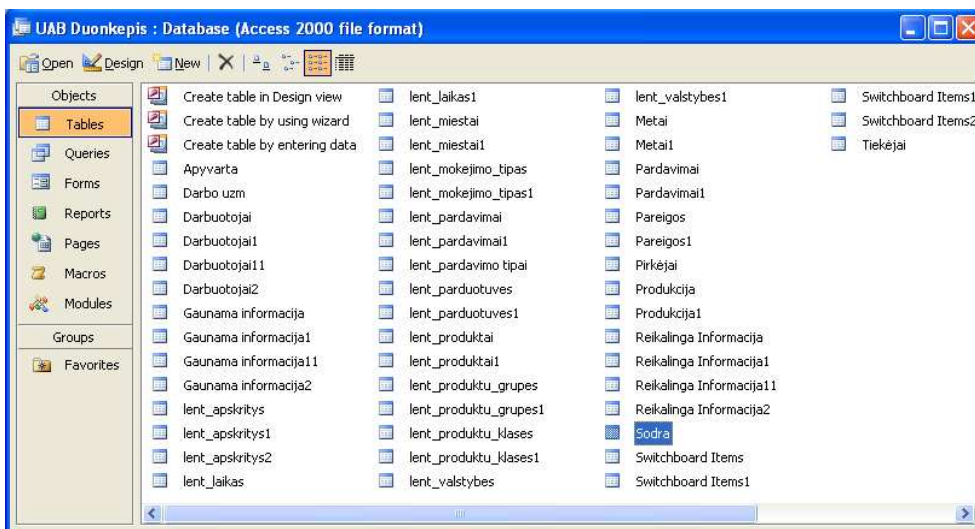 UAB Duonkepis : Database (Access 2000 file format)
Open Design New
Objects
Tables
Queries
Forms
Reports
Pages
Macros
Modules
Groups
Favorites
Create table in Design view
Create table by using wizard
Create table by entering data
Apyvarta
Darbo uzm
Darbuotojai
Darbuotojai1
Darbuotojai11
Darbuotojai2
Gaunama informacija
Gaunama informacija1
Gaunama informacija11
Gaunama informacija2
lent_apskritys
lent_apskritys1
lent_apskritys2
lent_laikas
lent_laikas1
lent_miestai
lent_miestai1
lent_mokejimo_tipas
lent_mokejimo_tipas1
lent_pardavimai
lent_pardavimai1
lent_pardavimo tipai
lent_parduotuves
lent_parduotuves1
lent_produktai
lent_produktai1
lent_produktu_grupes
lent_produktu_grupes1
lent_produktu_klases
lent_produktu_klases1
lent_valstybes
lent_valstybes1
Metai
Metai1
Pardavimai
Pardavimai1
Pareigos
Pareigos1
Pirkėjai
Produkcija
Produkcija1
Reikalinga Informacija
Reikalinga Informacija1
Reikalinga Informacija11
Reikalinga Informacija2
Sodra
Switchboard Items
Switchboard Items1
Switchboard Items1
Switchboard Items2
Tiekėjai